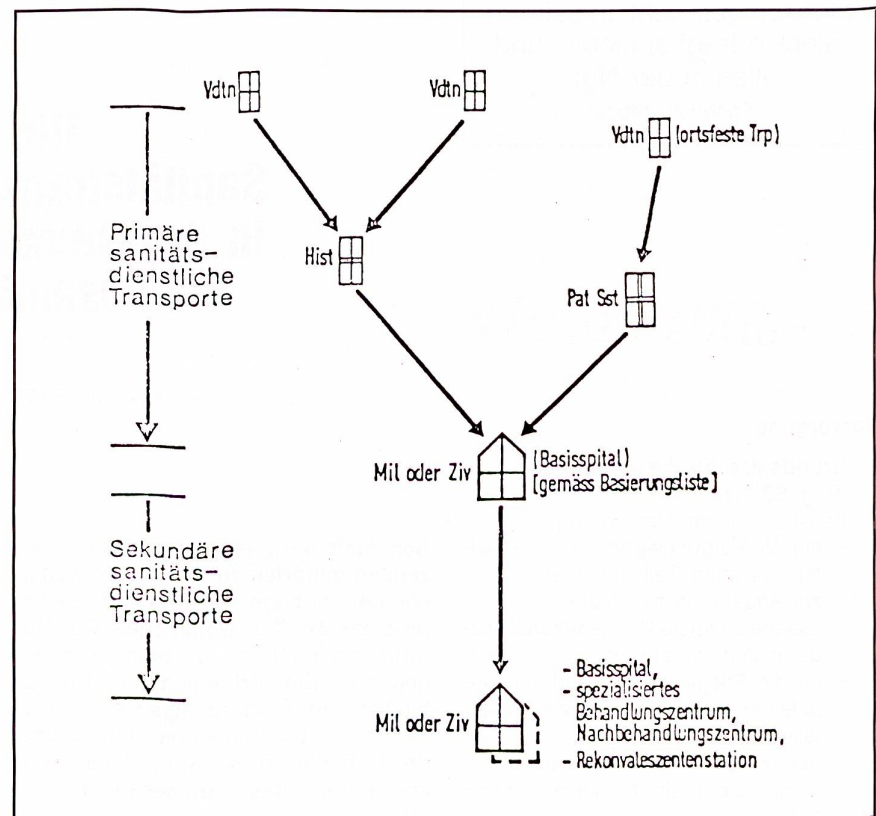 Vdtn
Vdtn
Vdtn (ortsfeste Trp)
Primäre
sanitäts-
dienstliche
Transporte
Hist
Pat Sst
Mil oder Ziv
(Basisspital)
[gemäss Basierungsliste]
Sekundäre
sanitäts-
dienstliche
Transporte
Mil oder Ziv
- Basisspital,
- spezialisiertes
Behandlungszentrum,
Nachbehandlungszentrum,
- Rekonvaleszentenstation